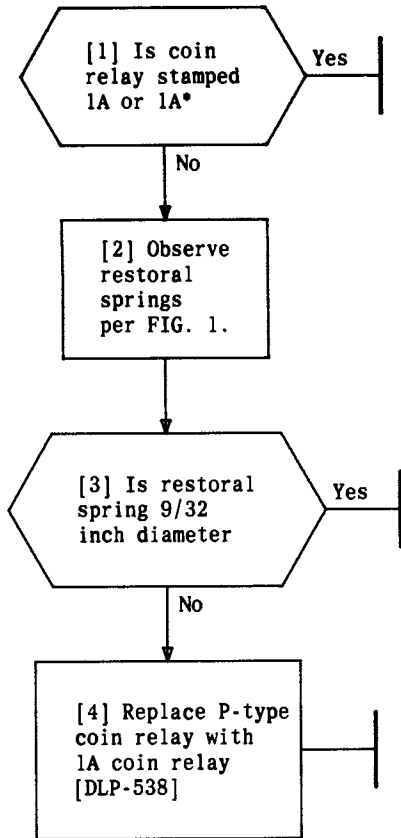 [1] Is coin
relay stamped
1A or 1A*
Yes
No
[2] Observe
restoral
springs
per FIG. 1.
[3] Is restoral
spring 9/32
inch diameter
Yes
No
[4] Replace P-type
coin relay with
1A coin relay
[DLP-538]